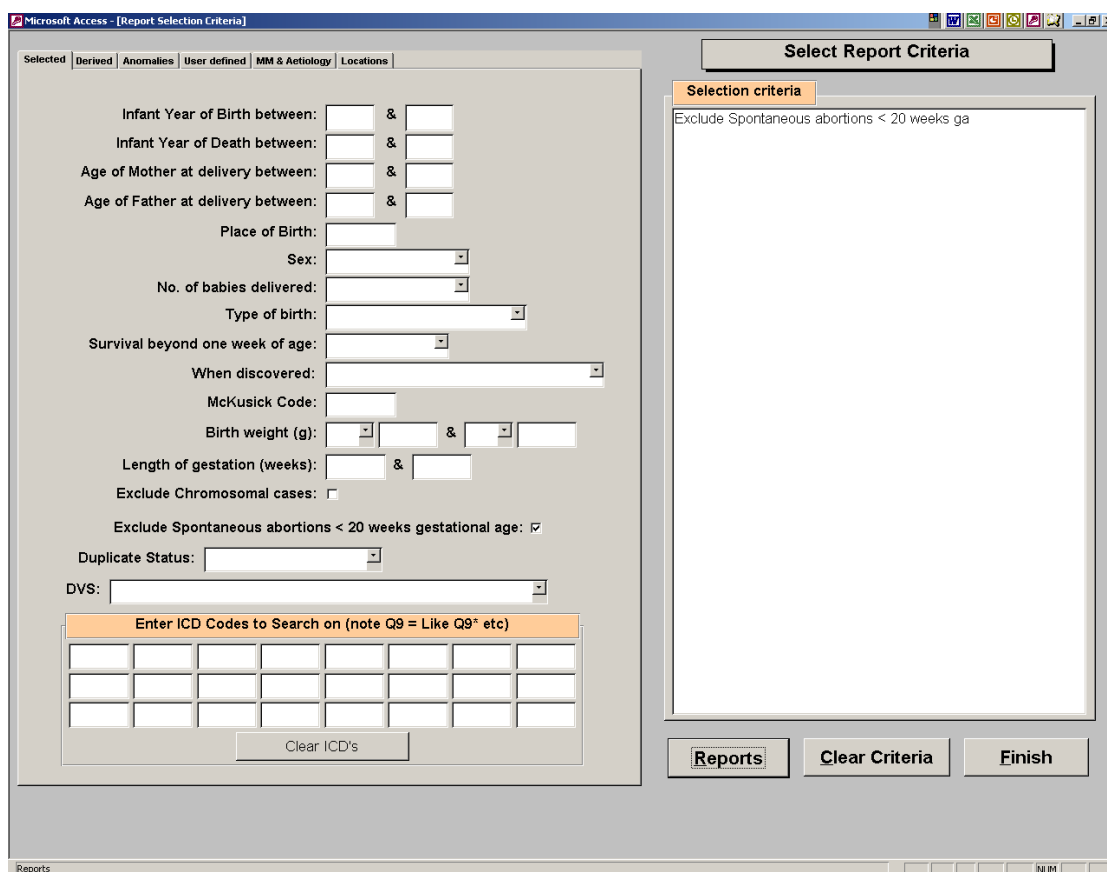 Microsoft Access - [Report Selection Criteria]
Selected Derived Anomalies User defined MM & Aetiology Locations
Infant Year of Birth between: &
Infant Year of Death between: &
Age of Mother at delivery between: &
Age of Father at delivery between: &
Place of Birth:
Sex:
No. of babies delivered:
Type of birth:
Survival beyond one week of age:
When discovered:
McKusick Code:
Birth weight (g): &
Length of gestation (weeks): &
Exclude Chromosomal cases:
Exclude Spontaneous abortions < 20 weeks gestational age:
Duplicate Status:
DVS:
Enter ICD Codes to Search on (note Q9 = Like Q9* etc)
Clear ICD's
Select Report Criteria
Selection criteria
Exclude Spontaneous abortions < 20 weeks ga
Reports Clear Criteria Finish
Reports NUM